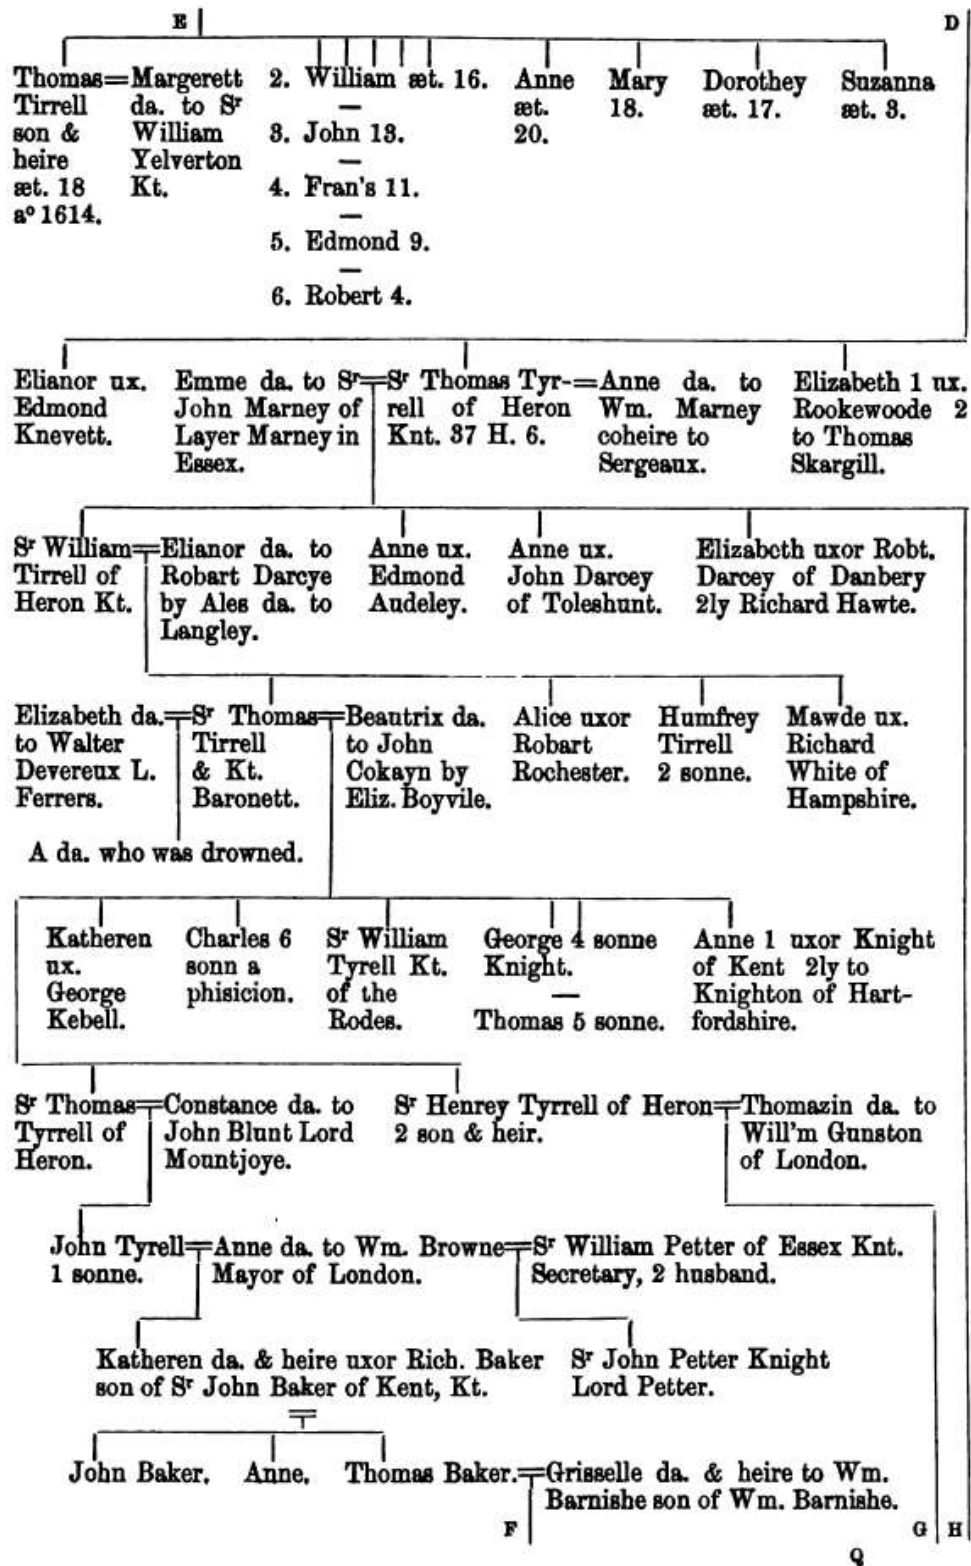 E D
Thomas=Margerett
Tirrell da. to Sʳ
son & William
heire Yelverton
æt. 18 Kt.
aº 1614.
2. William æt. 16.
—
3. John 13.
—
4. Fran's 11.
—
5. Edmond 9.
—
6. Robert 4.
Anne
æt.
20.
Mary
18.
Dorothey
æt. 17.
Suzanna
æt. 3.
Elianor ux.
Edmond
Knevett.
Emme da. to Sʳ=Sʳ Thomas Tyr-=Anne da. to
John Marney of rell of Heron Wm. Marney
Layer Marney in Knt. 37 H. 6. coheire to
Essex. Sergeaux.
Elizabeth 1 ux.
Rookewoode 2
to Thomas
Skargill.
Sʳ William=Elianor da. to
Tirrell of Robart Darcye
Heron Kt. by Ales da. to
Langley.
Anne ux.
Edmond
Audeley.
Anne ux.
John Darcey
of Toleshunt.
Elizabeth uxor Robt.
Darcey of Danbery
2ly Richard Hawte.
Elizabeth da.=Sʳ Thomas=Beautrix da.
to Walter Tirrell to John
Devereux L. & Kt. Cokayn by
Ferrers. Baronett. Eliz. Boyvile.
Alice uxor
Robart
Rochester.
Humfrey
Tirrell
2 sonne.
Mawde ux.
Richard
White of
Hampshire.
A da. who was drowned.
Katheren
ux.
George
Kebell.
Charles 6
sonn a
phisicion.
Sʳ William
Tyrell Kt.
of the
Rodes.
George 4 sonne
Knight.
—
Thomas 5 sonne.
Anne 1 uxor Knight
of Kent 2ly to
Knighton of Hart-
fordshire.
Sʳ Thomas=Constance da. to
Tyrrell of John Blunt Lord
Heron. Mountjoye.
Sʳ Henrey Tyrrell of Heron=Thomazin da. to
2 son & heir. Will'm Gunston
of London.
John Tyrell=Anne da. to Wm. Browne=Sʳ William Petter of Essex Knt.
1 sonne. Mayor of London. Secretary, 2 husband.
Katheren da. & heire uxor Rich. Baker
son of Sʳ John Baker of Kent, Kt.
Sʳ John Petter Knight
Lord Petter.
John Baker. Anne. Thomas Baker.=Grisselle da. & heire to Wm.
Barnishe son of Wm. Barnishe.
F G H
Q